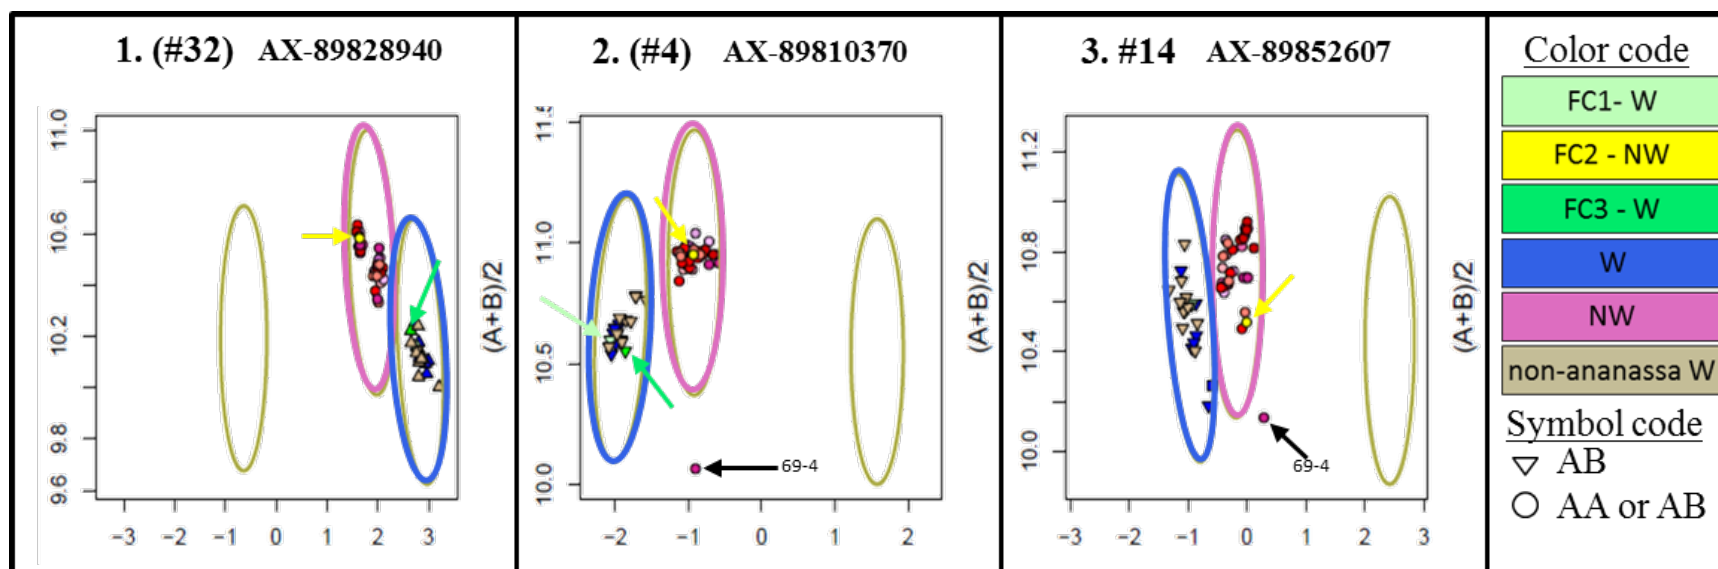 1. (#32) AX-89828940
11.0
10.6
10.2
9.8
9.6
−3 −2 −1 0 1 2 3
2. (#4) AX-89810370
(A+B)/2
11.5
11.0
10.5
10.0
69-4
−2 −1 0 1 2
3. #14 AX-89852607
(A+B)/2
11.2
10.8
10.4
10.0
69-4
−3 −2 −1 0 1 2 3
(A+B)/2
Color code
FC1- W
FC2 - NW
FC3 - W
W
NW
non-ananassa W
Symbol code
AB
AA or AB